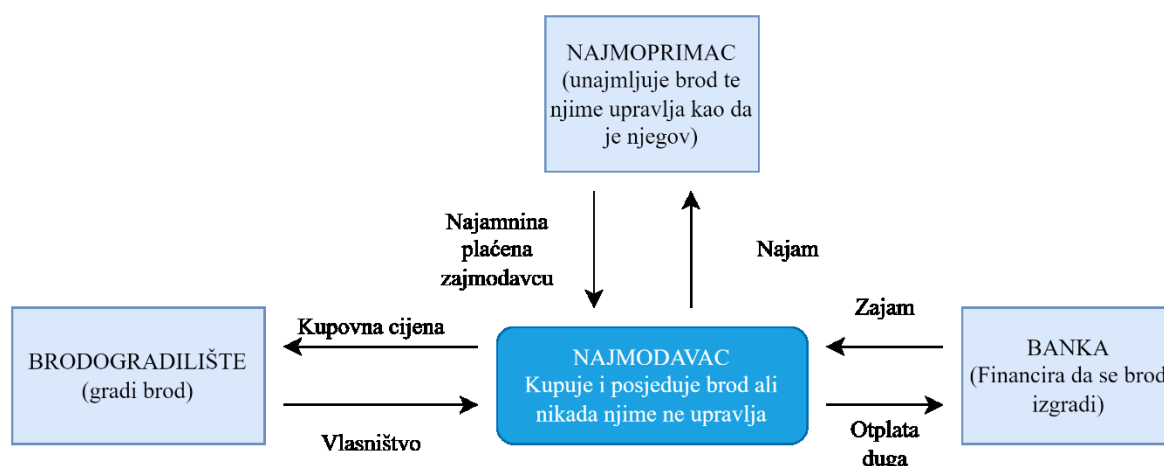 NAJMOPRIMAC
(unajmljuje brod te
njime upravlja kao da
je njegov)
Najamnina
plaćena
zajmodavcu
Najam
Kupovna cijena
Zajam
BRODOGRADILIŠTE
(gradi brod)
NAJMODAVAC
Kupuje i posjeduje brod ali
nikada njime ne upravlja
BANKA
(Financira da se brod
izgradi)
Vlasništvo
Otplata
duga